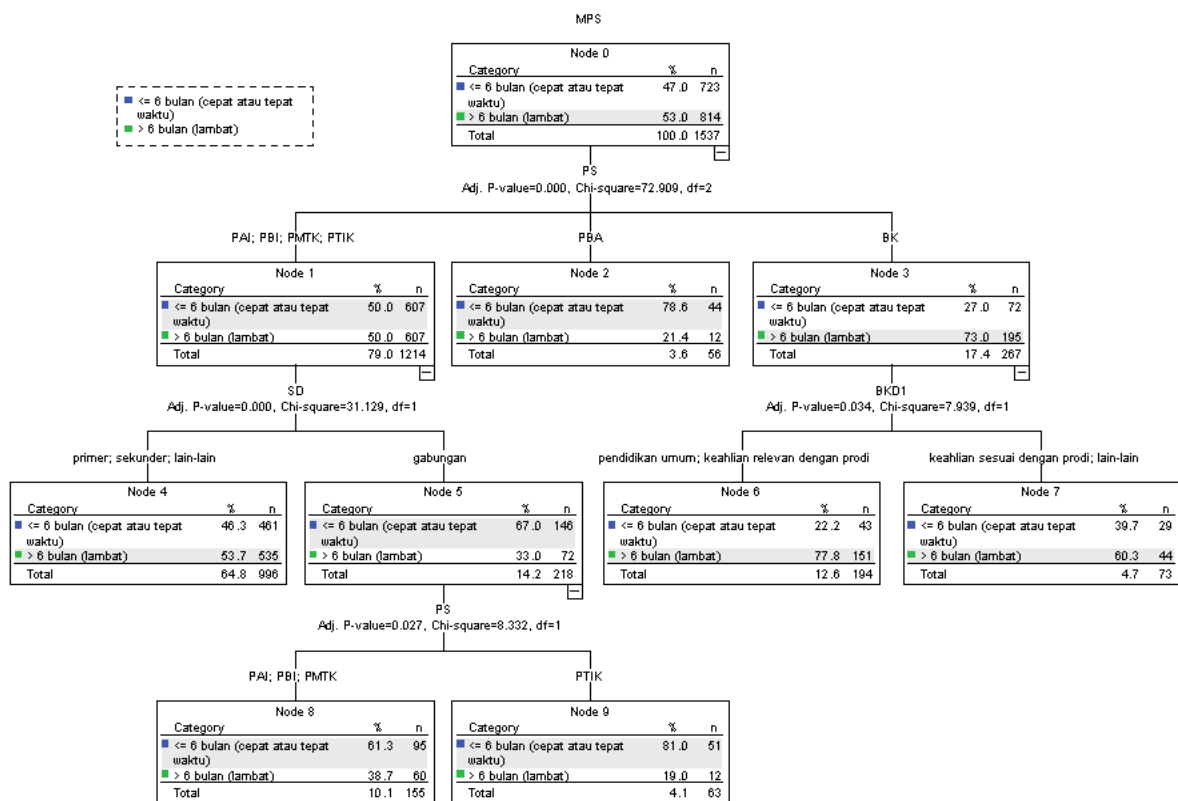 MPS
Node 0
Category % n
<= 6 bulan (cepat atau tepat waktu) 47.0 723
> 6 bulan (lambat) 53.0 814
Total 100.0 1537
<= 6 bulan (cepat atau tepat
waktu)
> 6 bulan (lambat)
PS
Adj. P-value=0.000, Chi-square=72.909, df=2
PAI; PBI; PMTK; PTIK
PBA
BK
Node 1
Category % n
<= 6 bulan (cepat atau tepat 50.0 607
waktu)
> 6 bulan (lambat) 50.0 607
Total 79.0 1214
Node 2
Category % n
<= 6 bulan (cepat atau tepat 78.6 44
waktu)
> 6 bulan (lambat) 21.4 12
Total 3.6 56
Node 3
Category % n
<= 6 bulan (cepat atau tepat 27.0 72
waktu)
> 6 bulan (lambat) 73.0 195
Total 17.4 267
SD
Adj. P-value=0.000, Chi-square=31.129, df=1
BKD1
Adj. P-value=0.034, Chi-square=7.939, df=1
primer; sekunder; lain-lain
gabungan
pendidikan umum; keahlian relevan dengan prodi
keahlian sesuai dengan prodi; lain-lain
Node 4
Category % n
<= 6 bulan (cepat atau tepat 46.3 461
waktu)
> 6 bulan (lambat) 53.7 535
Total 64.8 996
Node 5
Category % n
<= 6 bulan (cepat atau tepat 67.0 146
waktu)
> 6 bulan (lambat) 33.0 72
Total 14.2 218
Node 6
Category % n
<= 6 bulan (cepat atau tepat 22.2 43
waktu)
> 6 bulan (lambat) 77.8 151
Total 12.6 194
Node 7
Category % n
<= 6 bulan (cepat atau tepat 39.7 29
waktu)
> 6 bulan (lambat) 60.3 44
Total 4.7 73
PS
Adj. P-value=0.027, Chi-square=8.332, df=1
PAI; PBI; PMTK
PTIK
Node 8
Category % n
<= 6 bulan (cepat atau tepat 61.3 95
waktu)
> 6 bulan (lambat) 38.7 60
Total 10.1 155
Node 9
Category % n
<= 6 bulan (cepat atau tepat 81.0 51
waktu)
> 6 bulan (lambat) 19.0 12
Total 4.1 63